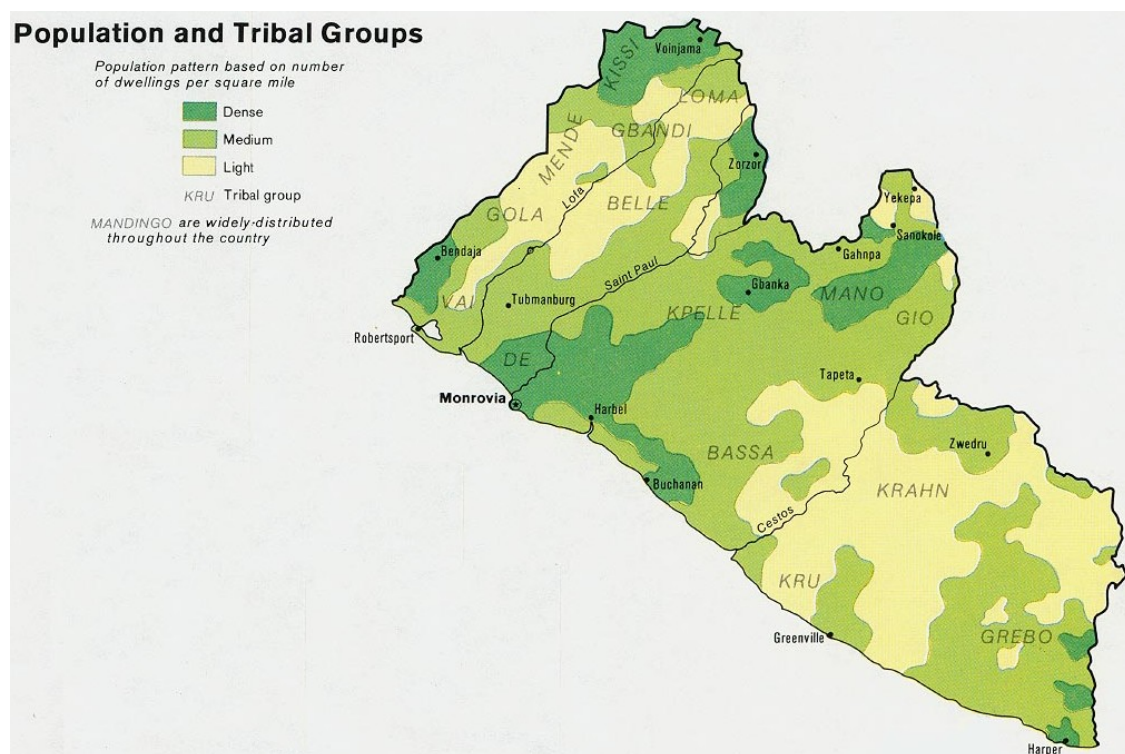 Population and Tribal Groups
Population pattern based on number
of dwellings per square mile
Dense
Medium
Light
KRU Tribal group
MANDINGO are widely-distributed
throughout the country
Voinjama
KISSI
LOMA
GBANDI
MENDE
Zorzor
Lofa
BELLE
GOLA
Yekepa
Sanokole
Gahnpa
Bendaja
Saint Paul
Gbanka
MANO
VAI
Tubmanburg
KPELLE
GIO
Robertsport
DE
Tapeta
Monrovia
Harbel
Zwedru
BASSA
Buchanan
KRAHN
Cestos
KRU
Greenville
GREBO
Harper